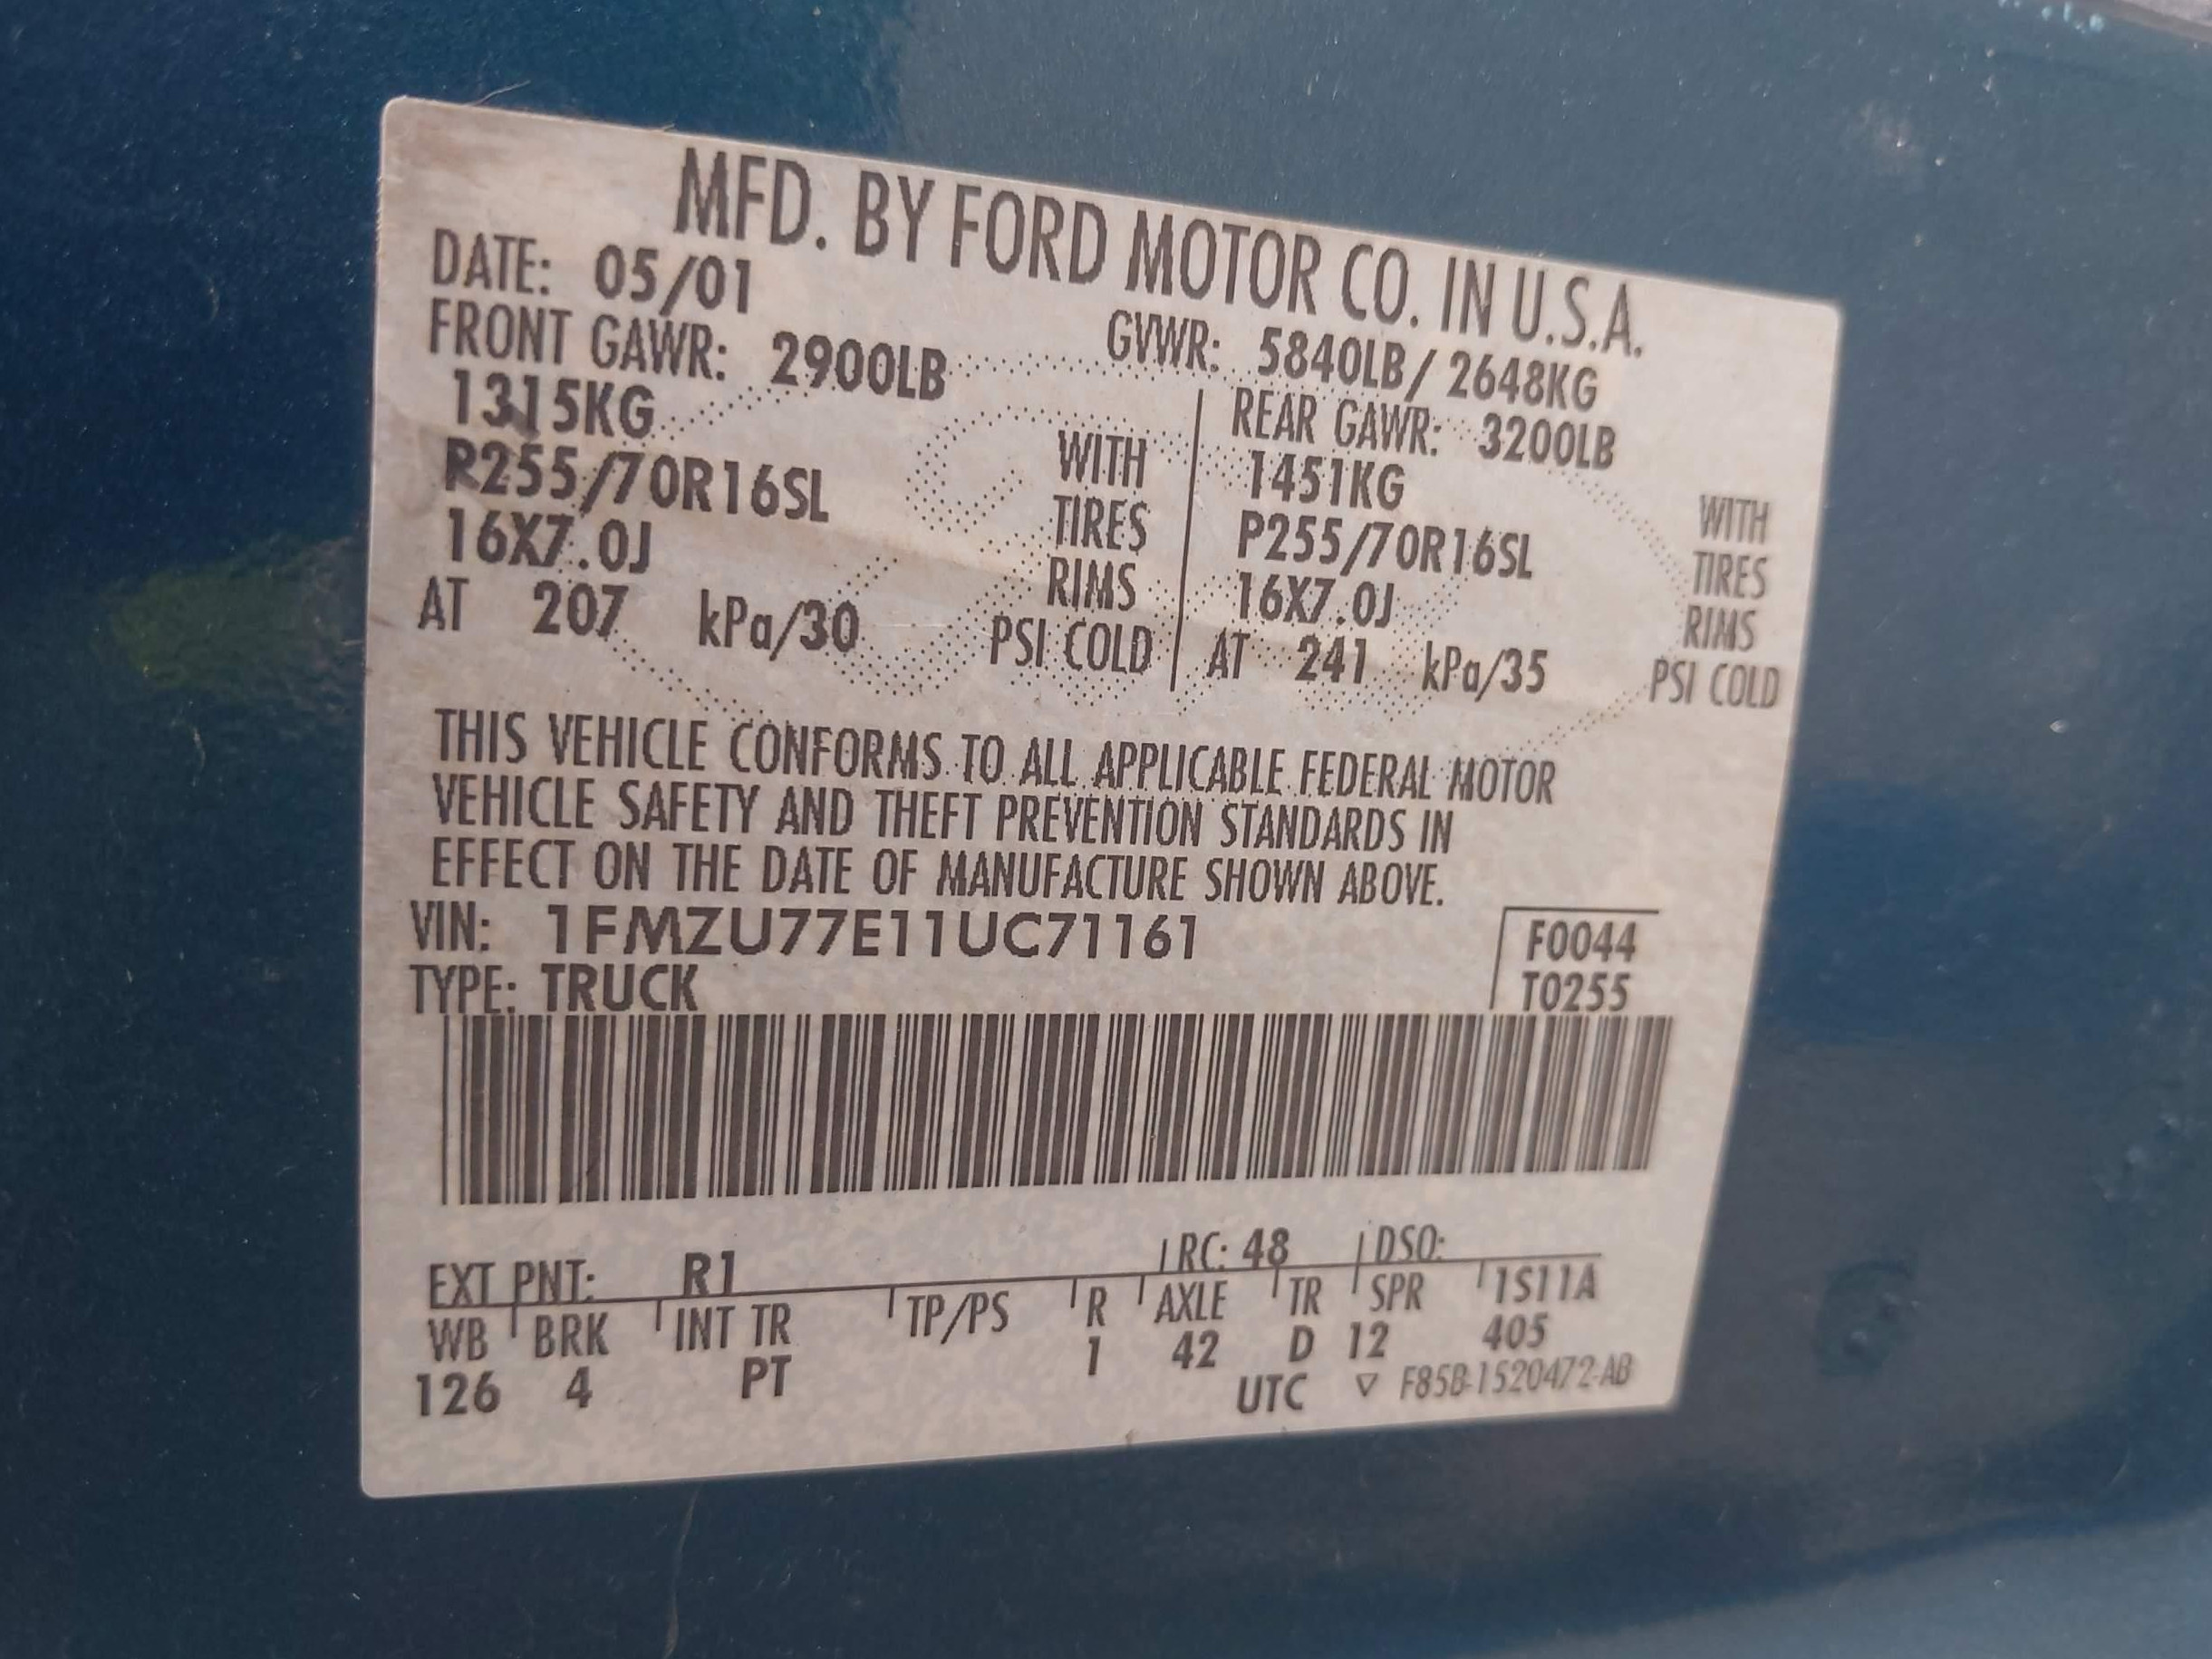 MFD. BY FORD MOTOR CO. IN U.S.A.
DATE: 05/01 GVWR: 5840LB/ 2648KG
FRONT GAWR: 2900LB REAR GAWR: 3200LB
1315KG WITH 1451KG WITH
P255/70R16SL TIRES P255/70R16SL TIRES
16X7.0J RIMS 16X7.0J RIMS
AT 207 kPa/30 PSI COLD AT 241 kPa/35 PSI COLD
THIS VEHICLE CONFORMS TO ALL APPLICABLE FEDERAL MOTOR
VEHICLE SAFETY AND THEFT PREVENTION STANDARDS IN
EFFECT ON THE DATE OF MANUFACTURE SHOWN ABOVE.
VIN: 1FMZU77E11UC71161 F0044
TYPE: TRUCK T0255
EXT PNT: R1 RC: 48 DSO:
WB BRK INT TR TP/PS R AXLE TR SPR 1S11A
126 4 PT 1 42 D 12 405
UTC ▽ F85B-1520472-AB